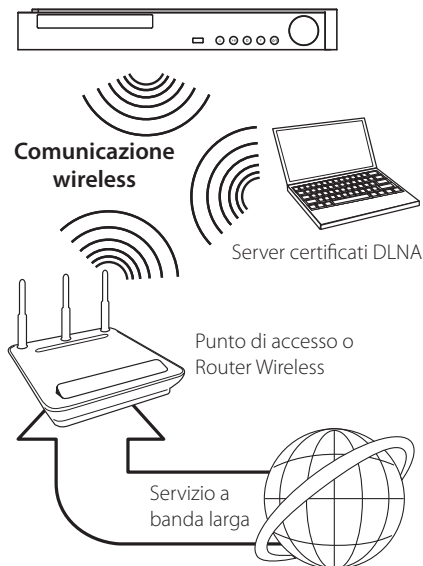 Comunicazione
wireless
Server certificati DLNA
Punto di accesso o
Router Wireless
Servizio a
banda larga